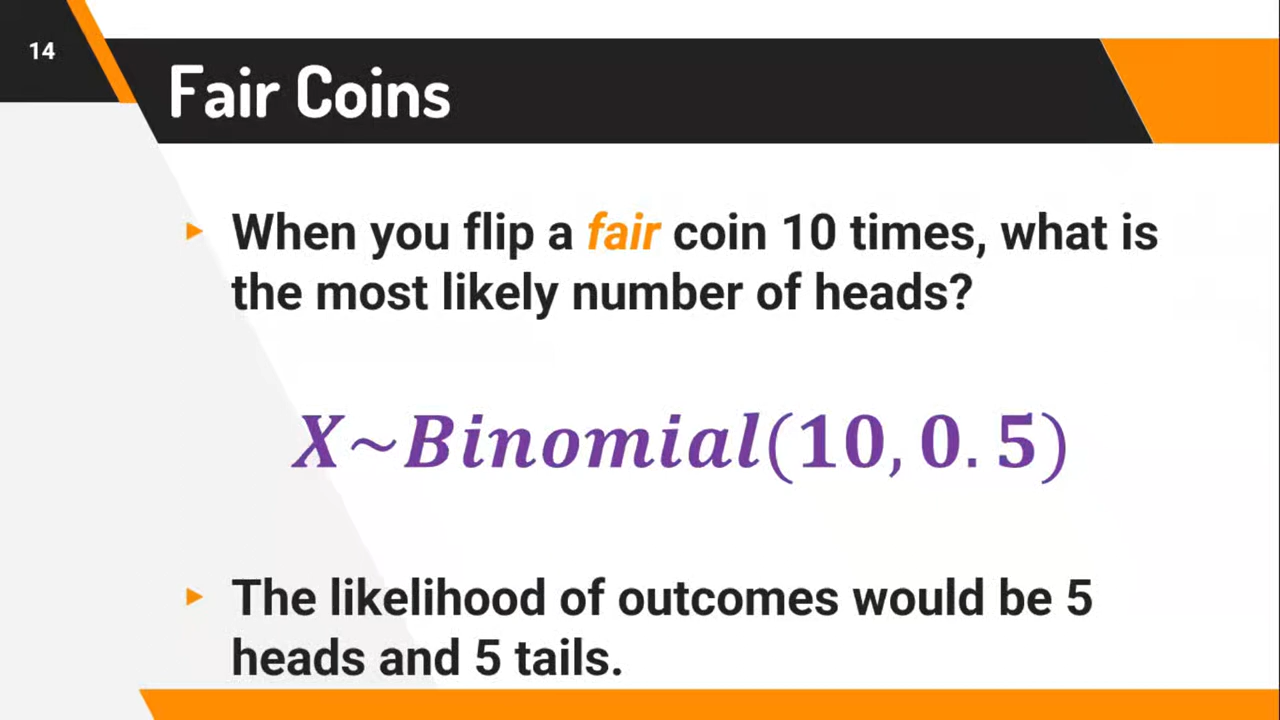 14
Fair Coins
When you flip a fair coin 10 times, what is
the most likely number of heads?
X~Binomial(10, 0.5)
The likelihood of outcomes would be 5
heads and 5 tails.